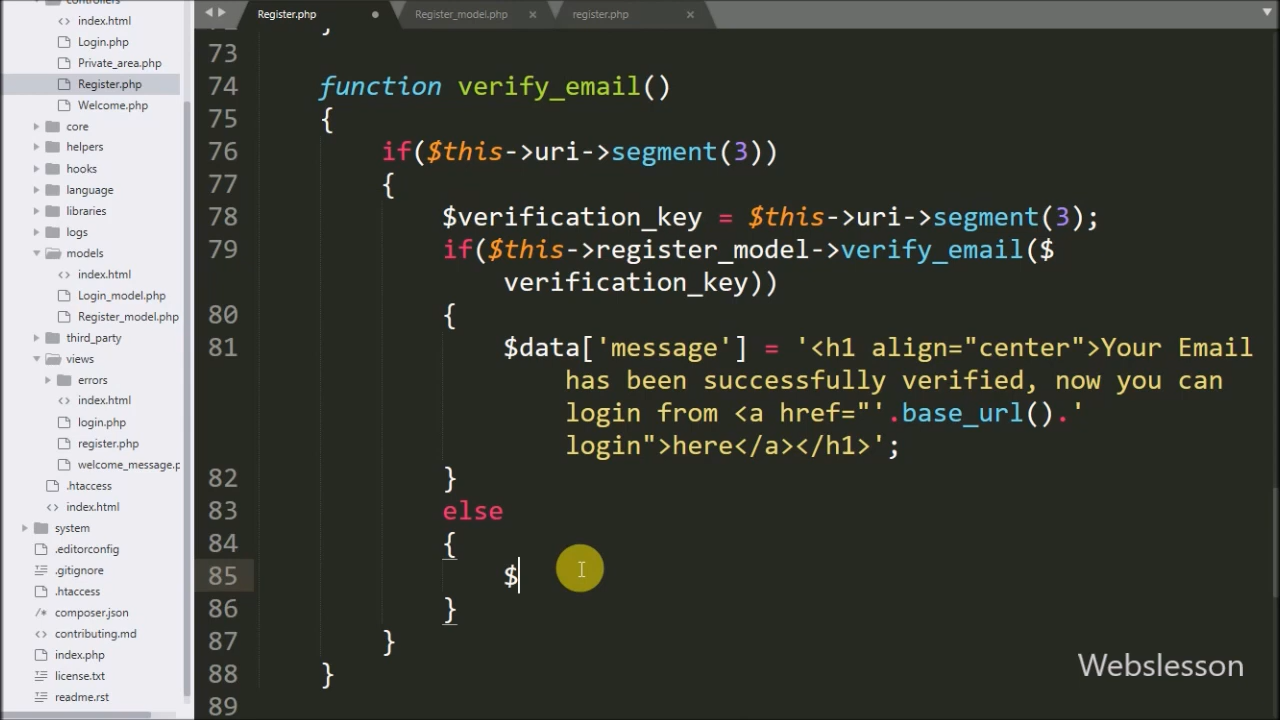 controllers
index.html
Login.php
Private_area.php
Register.php
Welcome.php
core
helpers
hooks
language
libraries
logs
models
index.html
Login_model.php
Register_model.php
third_party
views
errors
index.html
login.php
register.php
welcome_message.p
.htaccess
index.html
system
.editorconfig
.gitignore
.htaccess
composer.json
contributing.md
index.php
license.txt
readme.rst
Register.php Register_model.php register.php
72 }
73
74 function verify_email()
75 {
76 if($this->uri->segment(3))
77 {
78 $verification_key = $this->uri->segment(3);
79 if($this->register_model->verify_email($
verification_key))
80 {
81 $data['message'] = '<h1 align="center">Your Email
has been successfully verified, now you can
login from <a href="'.base_url().'
login">here</a></h1>';
82 }
83 else
84 {
85 $
86 }
87 }
88 }
89
Webslesson